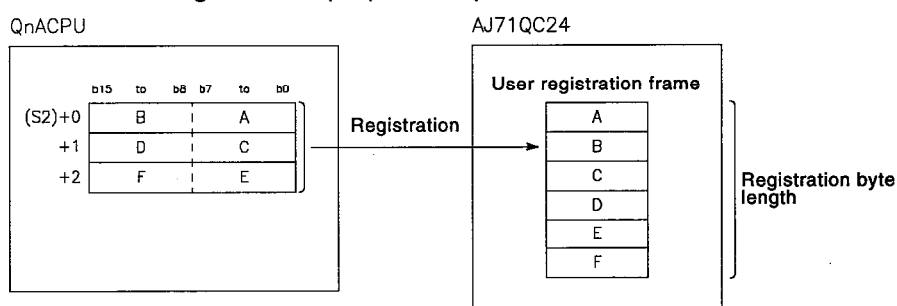 QnACPU
AJ71QC24
b15 to b8 b7 to b0
(S2)+0 B A
+1 D C
+2 F E
Registration
User registration frame
A
B
C
D
E
F
Registration byte
length